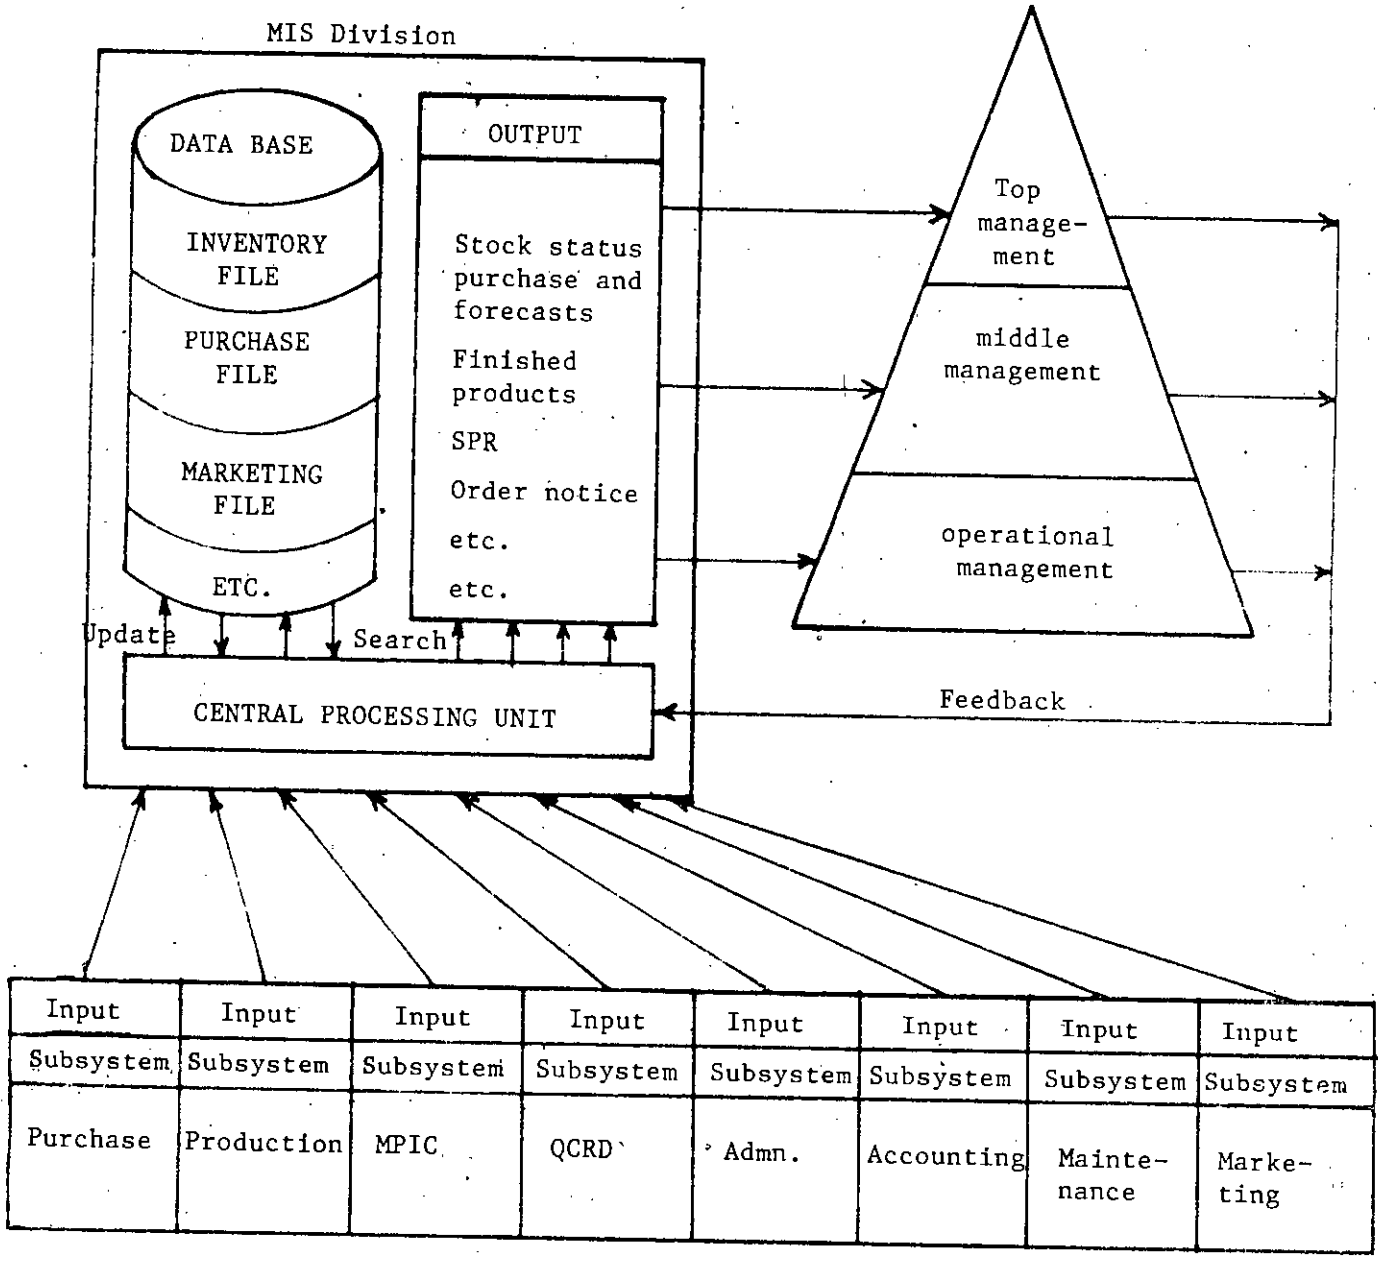 MIS Division
DATA BASE
INVENTORY
FILE
PURCHASE
FILE
MARKETING
FILE
ETC.
OUTPUT
Stock status
purchase and
forecasts
Finished
products
SPR
Order notice
etc.
etc.
Update
Search
CENTRAL PROCESSING UNIT
Top
manage-
ment
middle
management
operational
management
Feedback
Input Input Input Input Input Input Input Input
Subsystem Subsystem Subsystem Subsystem Subsystem Subsystem Subsystem Subsystem
Purchase Production MPIC QCRD Admn. Accounting Mainte- Marke-
nance ting